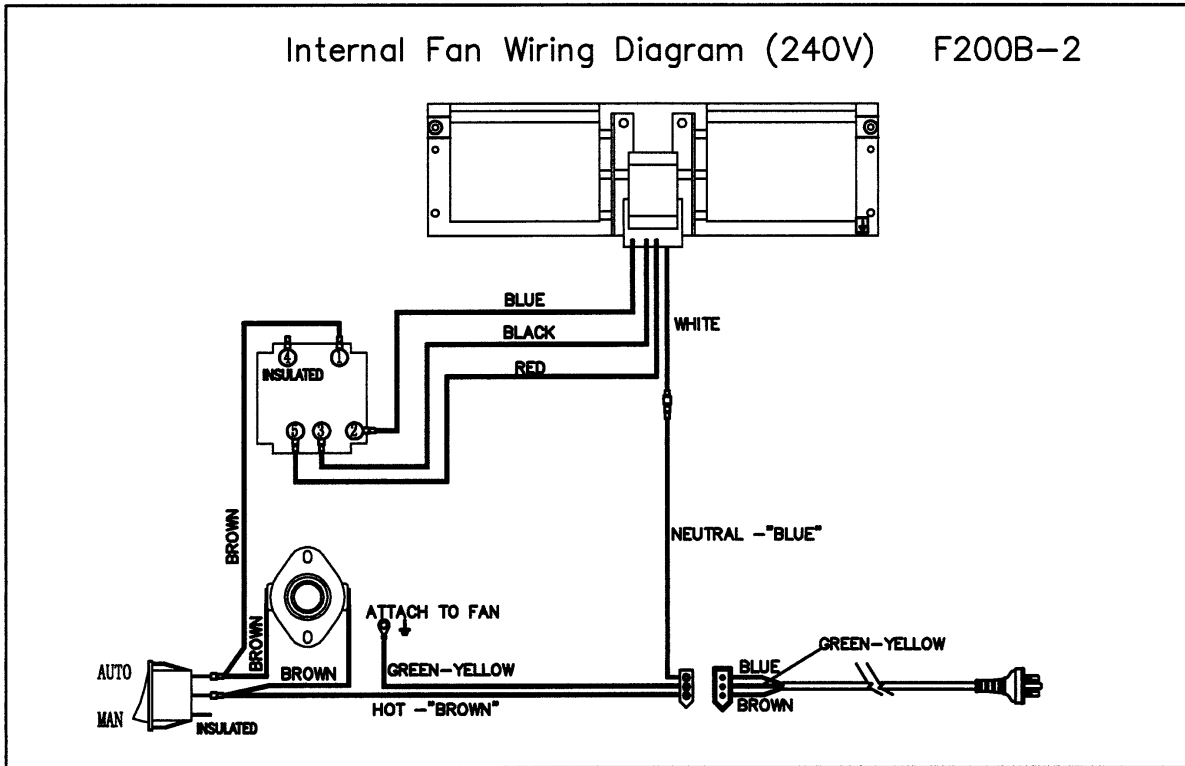 Internal Fan Wiring Diagram (240V) F200B-2
BLUE
WHITE
BLACK
4 1
RED
INSULATED
5 3 2
BROWN
NEUTRAL -"BLUE"
ATTACH TO FAN
BROWN
GREEN-YELLOW
AUTO
BROWN
GREEN-YELLOW
BLUE
HOT -"BROWN"
BROWN
MAN
INSULATED